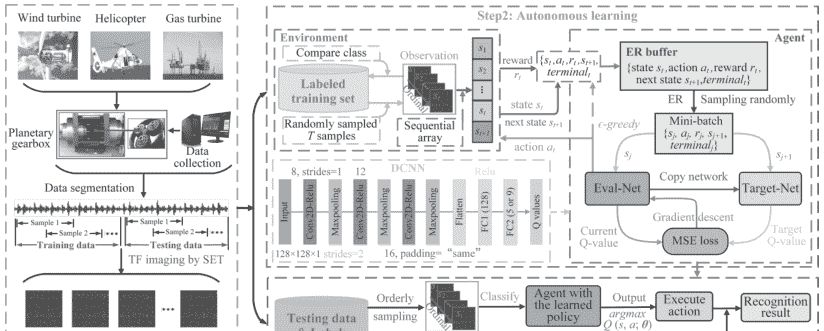 Wind turbine
Helicopter
Gas turbine
Planetary
gearbox
Data
collection
Data segmentation
Sample 1
Sample 2
Training data
Sample 1
Sample 2
Testing data
TF imaging by SET
Step2: Autonomous learning
Environment
Compare class
Labeled
training set
Randomly sampled
T samples
Observation
Original
Sequential
array
s₁
s₂
⋮
sₜ
sₜ₊₁
reward
rₜ
state sₜ
next state sₜ₊₁
action aₜ
{sₜ, aₜ, rₜ, sₜ₊₁,
terminalₜ}
Agent
ER buffer
{state sₜ, action aₜ, reward rₜ,
next state sₜ₊₁, terminalₜ}
ER
Sampling randomly
Mini-batch
{sⱼ, aⱼ, rⱼ, sⱼ₊₁,
terminalⱼ}
ϵ-greedy
sⱼ
sⱼ₊₁
Eval-Net
Copy network
Target-Net
Gradient descent
Current
Q-value
MSE loss
Target
Q-value
DCNN
8, strides=1
12
Relu
Input
Conv2D-Relu
Maxpooling
Conv2D-Relu
Maxpooling
Conv2D-Relu
Maxpooling
Flatten
FC1 (128)
FC2 (5 or 9)
Q values
128×128×1 strides=2
16, padding= “same”
Testing data
Orderly
sampling
Original
Classify
Agent with
the learned
policy
Output
argmax
Q (s, a; θ)
Execute
action
Recognition
result